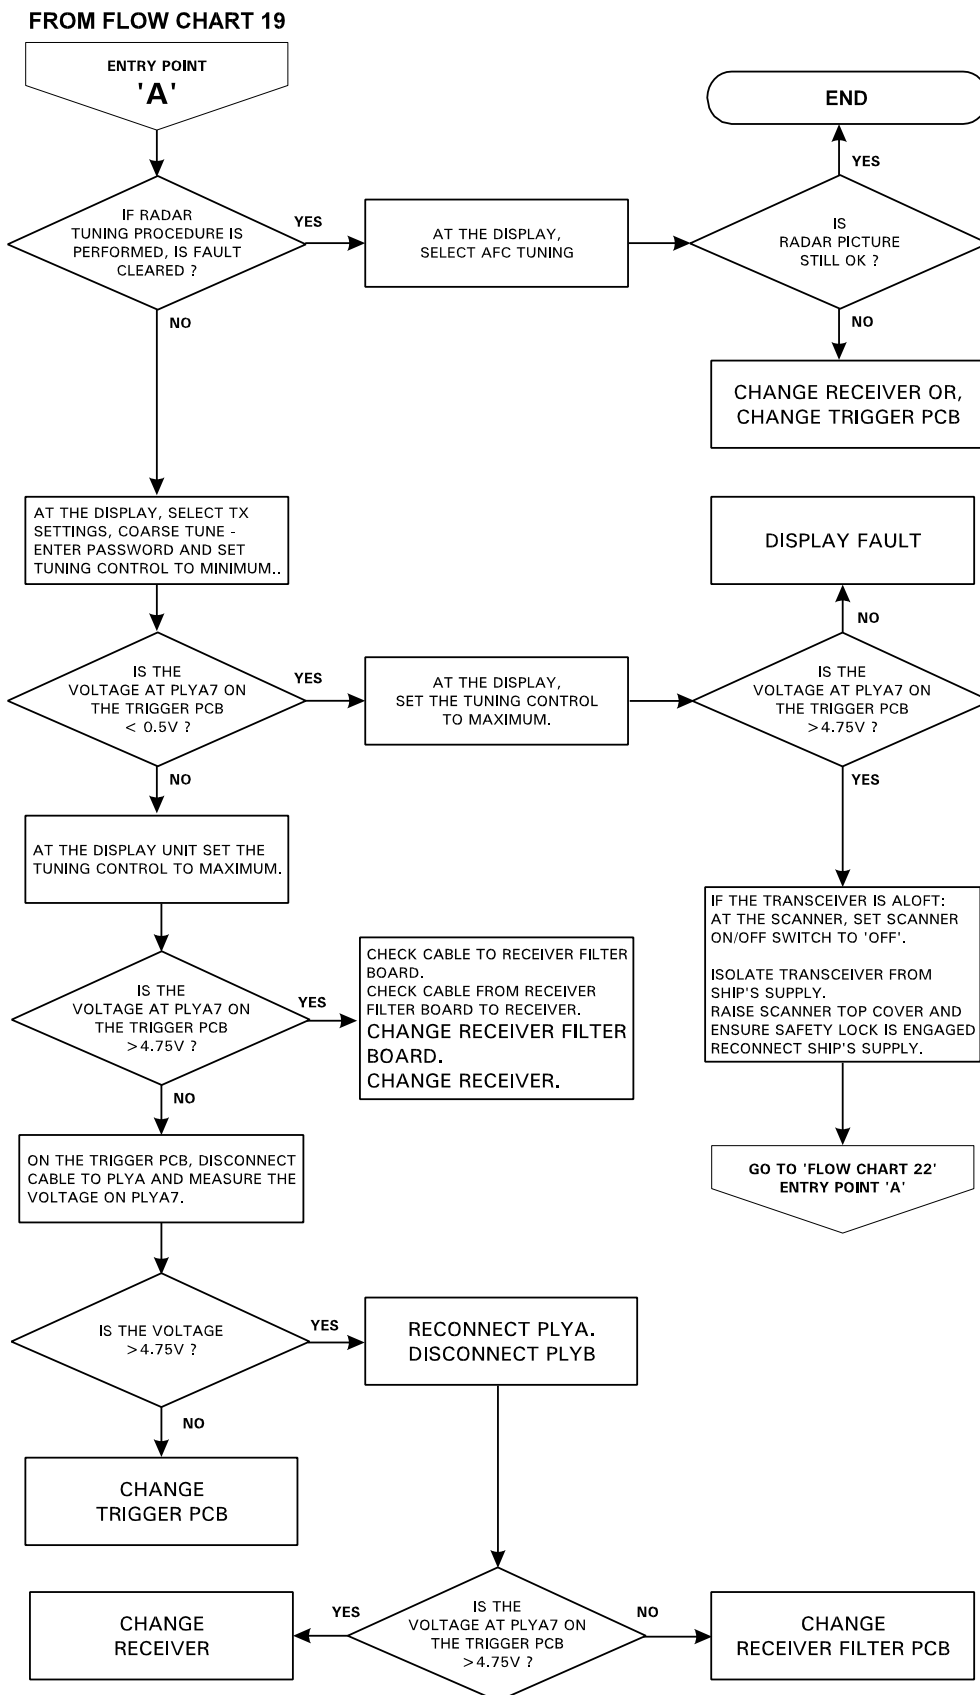 FROM FLOW CHART 19
ENTRY POINT
'A'
IF RADAR
TUNING PROCEDURE IS
PERFORMED, IS FAULT
CLEARED ?
YES
NO
AT THE DISPLAY,
SELECT AFC TUNING
IS
RADAR PICTURE
STILL OK ?
YES
END
NO
CHANGE RECEIVER OR,
CHANGE TRIGGER PCB
AT THE DISPLAY, SELECT TX
SETTINGS, COARSE TUNE -
ENTER PASSWORD AND SET
TUNING CONTROL TO MINIMUM..
IS THE
VOLTAGE AT PLYA7 ON
THE TRIGGER PCB
< 0.5V ?
YES
NO
AT THE DISPLAY,
SET THE TUNING CONTROL
TO MAXIMUM.
IS THE
VOLTAGE AT PLYA7 ON
THE TRIGGER PCB
>4.75V ?
NO
DISPLAY FAULT
YES
IF THE TRANSCEIVER IS ALOFT:
AT THE SCANNER, SET SCANNER
ON/OFF SWITCH TO 'OFF'.
ISOLATE TRANSCEIVER FROM
SHIP'S SUPPLY.
RAISE SCANNER TOP COVER AND
ENSURE SAFETY LOCK IS ENGAGED
RECONNECT SHIP'S SUPPLY.
GO TO 'FLOW CHART 22'
ENTRY POINT 'A'
AT THE DISPLAY UNIT SET THE
TUNING CONTROL TO MAXIMUM.
IS THE
VOLTAGE AT PLYA7 ON
THE TRIGGER PCB
>4.75V ?
YES
NO
CHECK CABLE TO RECEIVER FILTER
BOARD.
CHECK CABLE FROM RECEIVER
FILTER BOARD TO RECEIVER.
CHANGE RECEIVER FILTER
BOARD.
CHANGE RECEIVER.
ON THE TRIGGER PCB, DISCONNECT
CABLE TO PLYA AND MEASURE THE
VOLTAGE ON PLYA7.
IS THE VOLTAGE
>4.75V ?
YES
NO
RECONNECT PLYA.
DISCONNECT PLYB
CHANGE
TRIGGER PCB
IS THE
VOLTAGE AT PLYA7 ON
THE TRIGGER PCB
>4.75V ?
YES
NO
CHANGE
RECEIVER
CHANGE
RECEIVER FILTER PCB